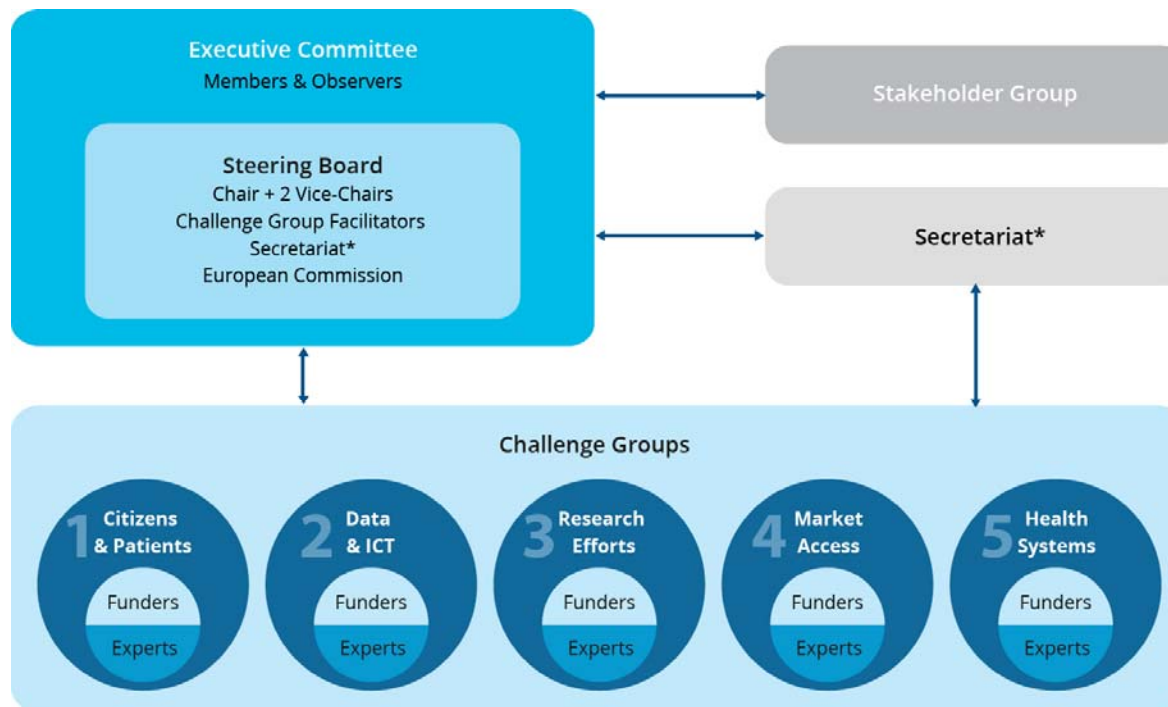 Executive Committee
Members & Observers
Steering Board
Chair + 2 Vice-Chairs
Challenge Group Facilitators
Secretariat*
European Commission
Stakeholder Group
Secretariat*
Challenge Groups
1
Citizens
& Patients
Funders
Experts
2
Data
& ICT
Funders
Experts
3
Research
Efforts
Funders
Experts
4
Market
Access
Funders
Experts
5
Health
Systems
Funders
Experts